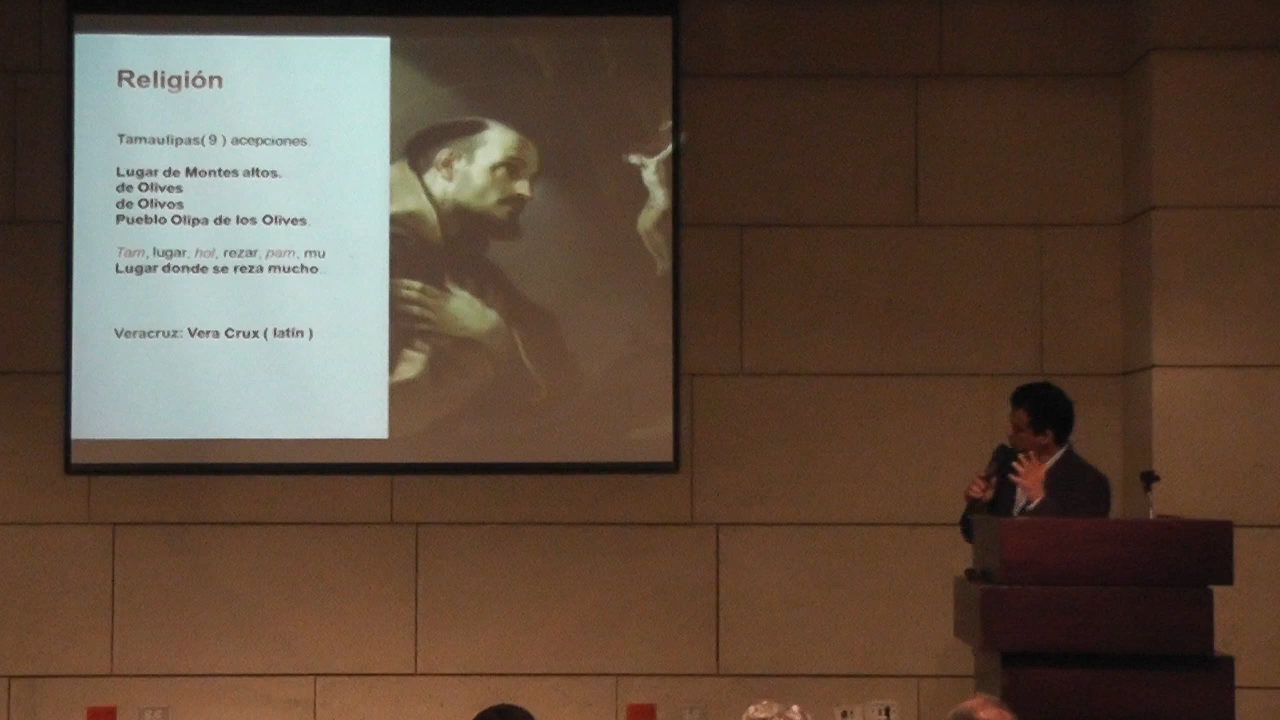 Religión
Tamaulipas( 9 ) acepciones.
Lugar de Montes altos.
de Olives
de Olivos
Pueblo Olipa de los Olives.
Tam, lugar, hol, rezar, pam, mu
Lugar donde se reza mucho.
Veracruz: Vera Crux ( latín )